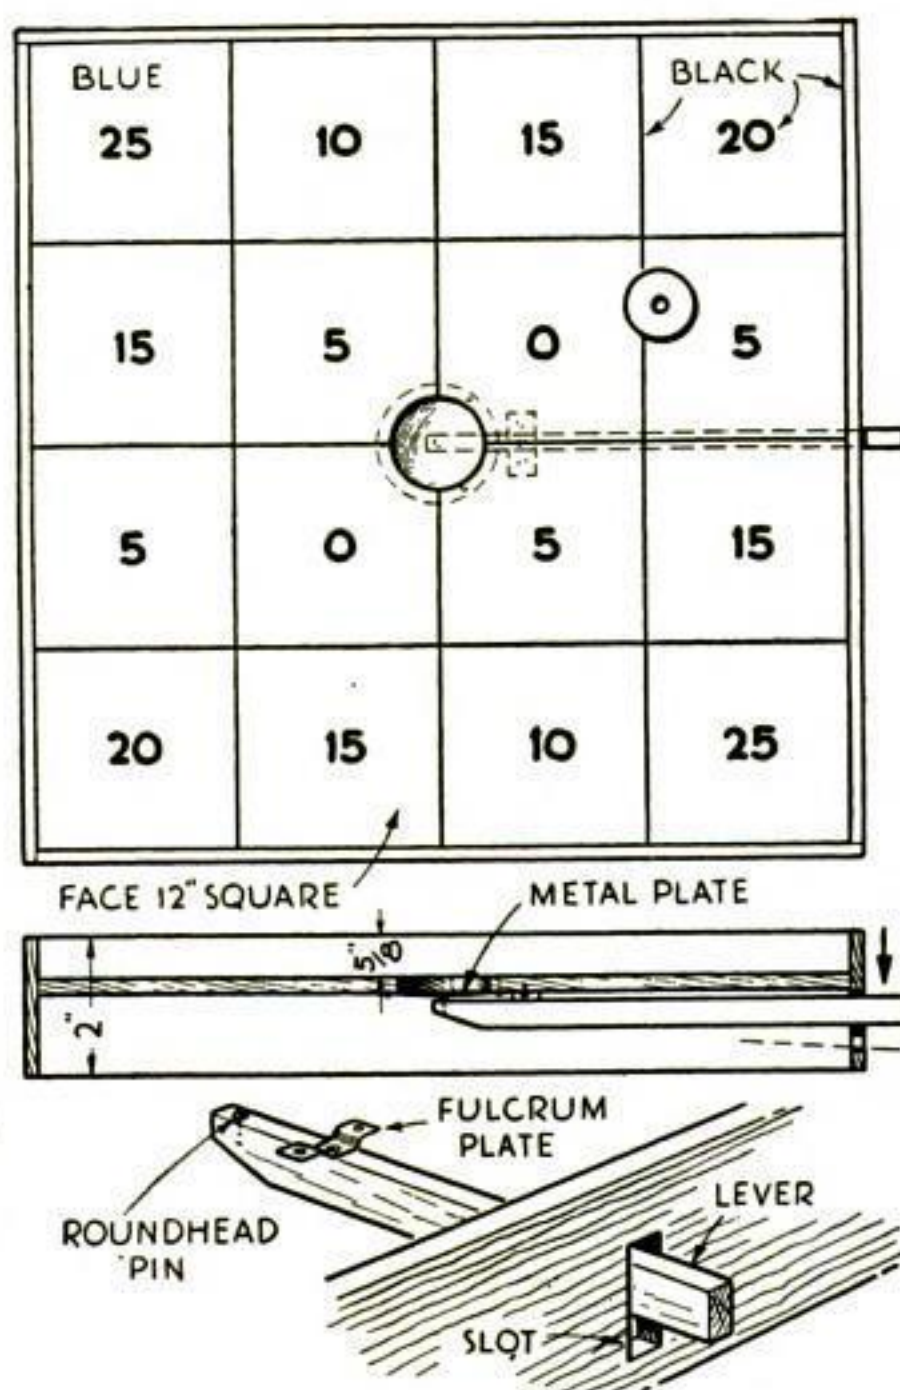 BLUE
BLACK
25 10 15 20
15 5 0 5
5 0 5 15
20 15 10 25
FACE 12" SQUARE
METAL PLATE
5/8"
2"
FULCRUM
PLATE
ROUNDHEAD
PIN
LEVER
SLOT